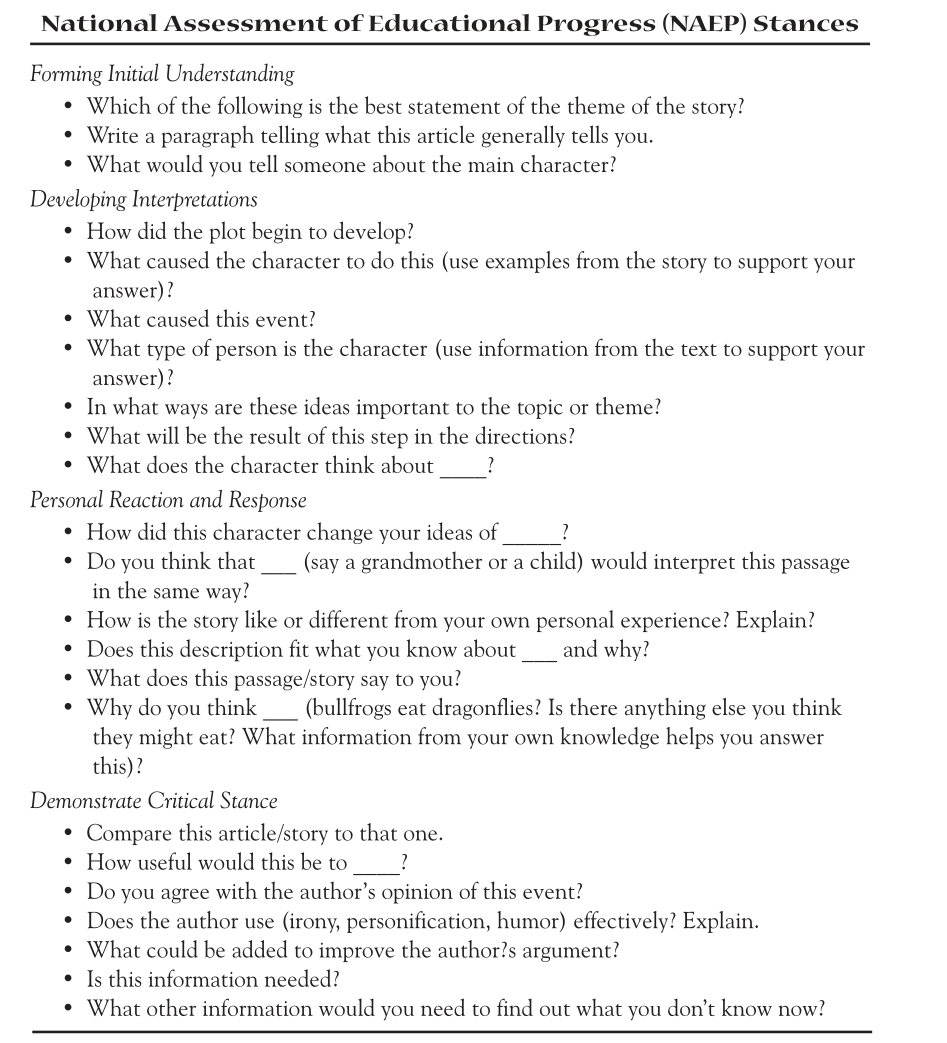 National Assessment of Educational Progress (NAEP) Stances
Forming Initial Understanding
• Which of the following is the best statement of the theme of the story?
• Write a paragraph telling what this article generally tells you.
• What would you tell someone about the main character?
Developing Interpretations
• How did the plot begin to develop?
• What caused the character to do this (use examples from the story to support your
answer)?
• What caused this event?
• What type of person is the character (use information from the text to support your
answer)?
• In what ways are these ideas important to the topic or theme?
• What will be the result of this step in the directions?
• What does the character think about ____?
Personal Reaction and Response
• How did this character change your ideas of _____?
• Do you think that ___ (say a grandmother or a child) would interpret this passage
in the same way?
• How is the story like or different from your own personal experience? Explain?
• Does this description fit what you know about ___ and why?
• What does this passage/story say to you?
• Why do you think ___ (bullfrogs eat dragonflies? Is there anything else you think
they might eat? What information from your own knowledge helps you answer
this)?
Demonstrate Critical Stance
• Compare this article/story to that one.
• How useful would this be to ____?
• Do you agree with the author’s opinion of this event?
• Does the author use (irony, personification, humor) effectively? Explain.
• What could be added to improve the author?s argument?
• Is this information needed?
• What other information would you need to find out what you don’t know now?